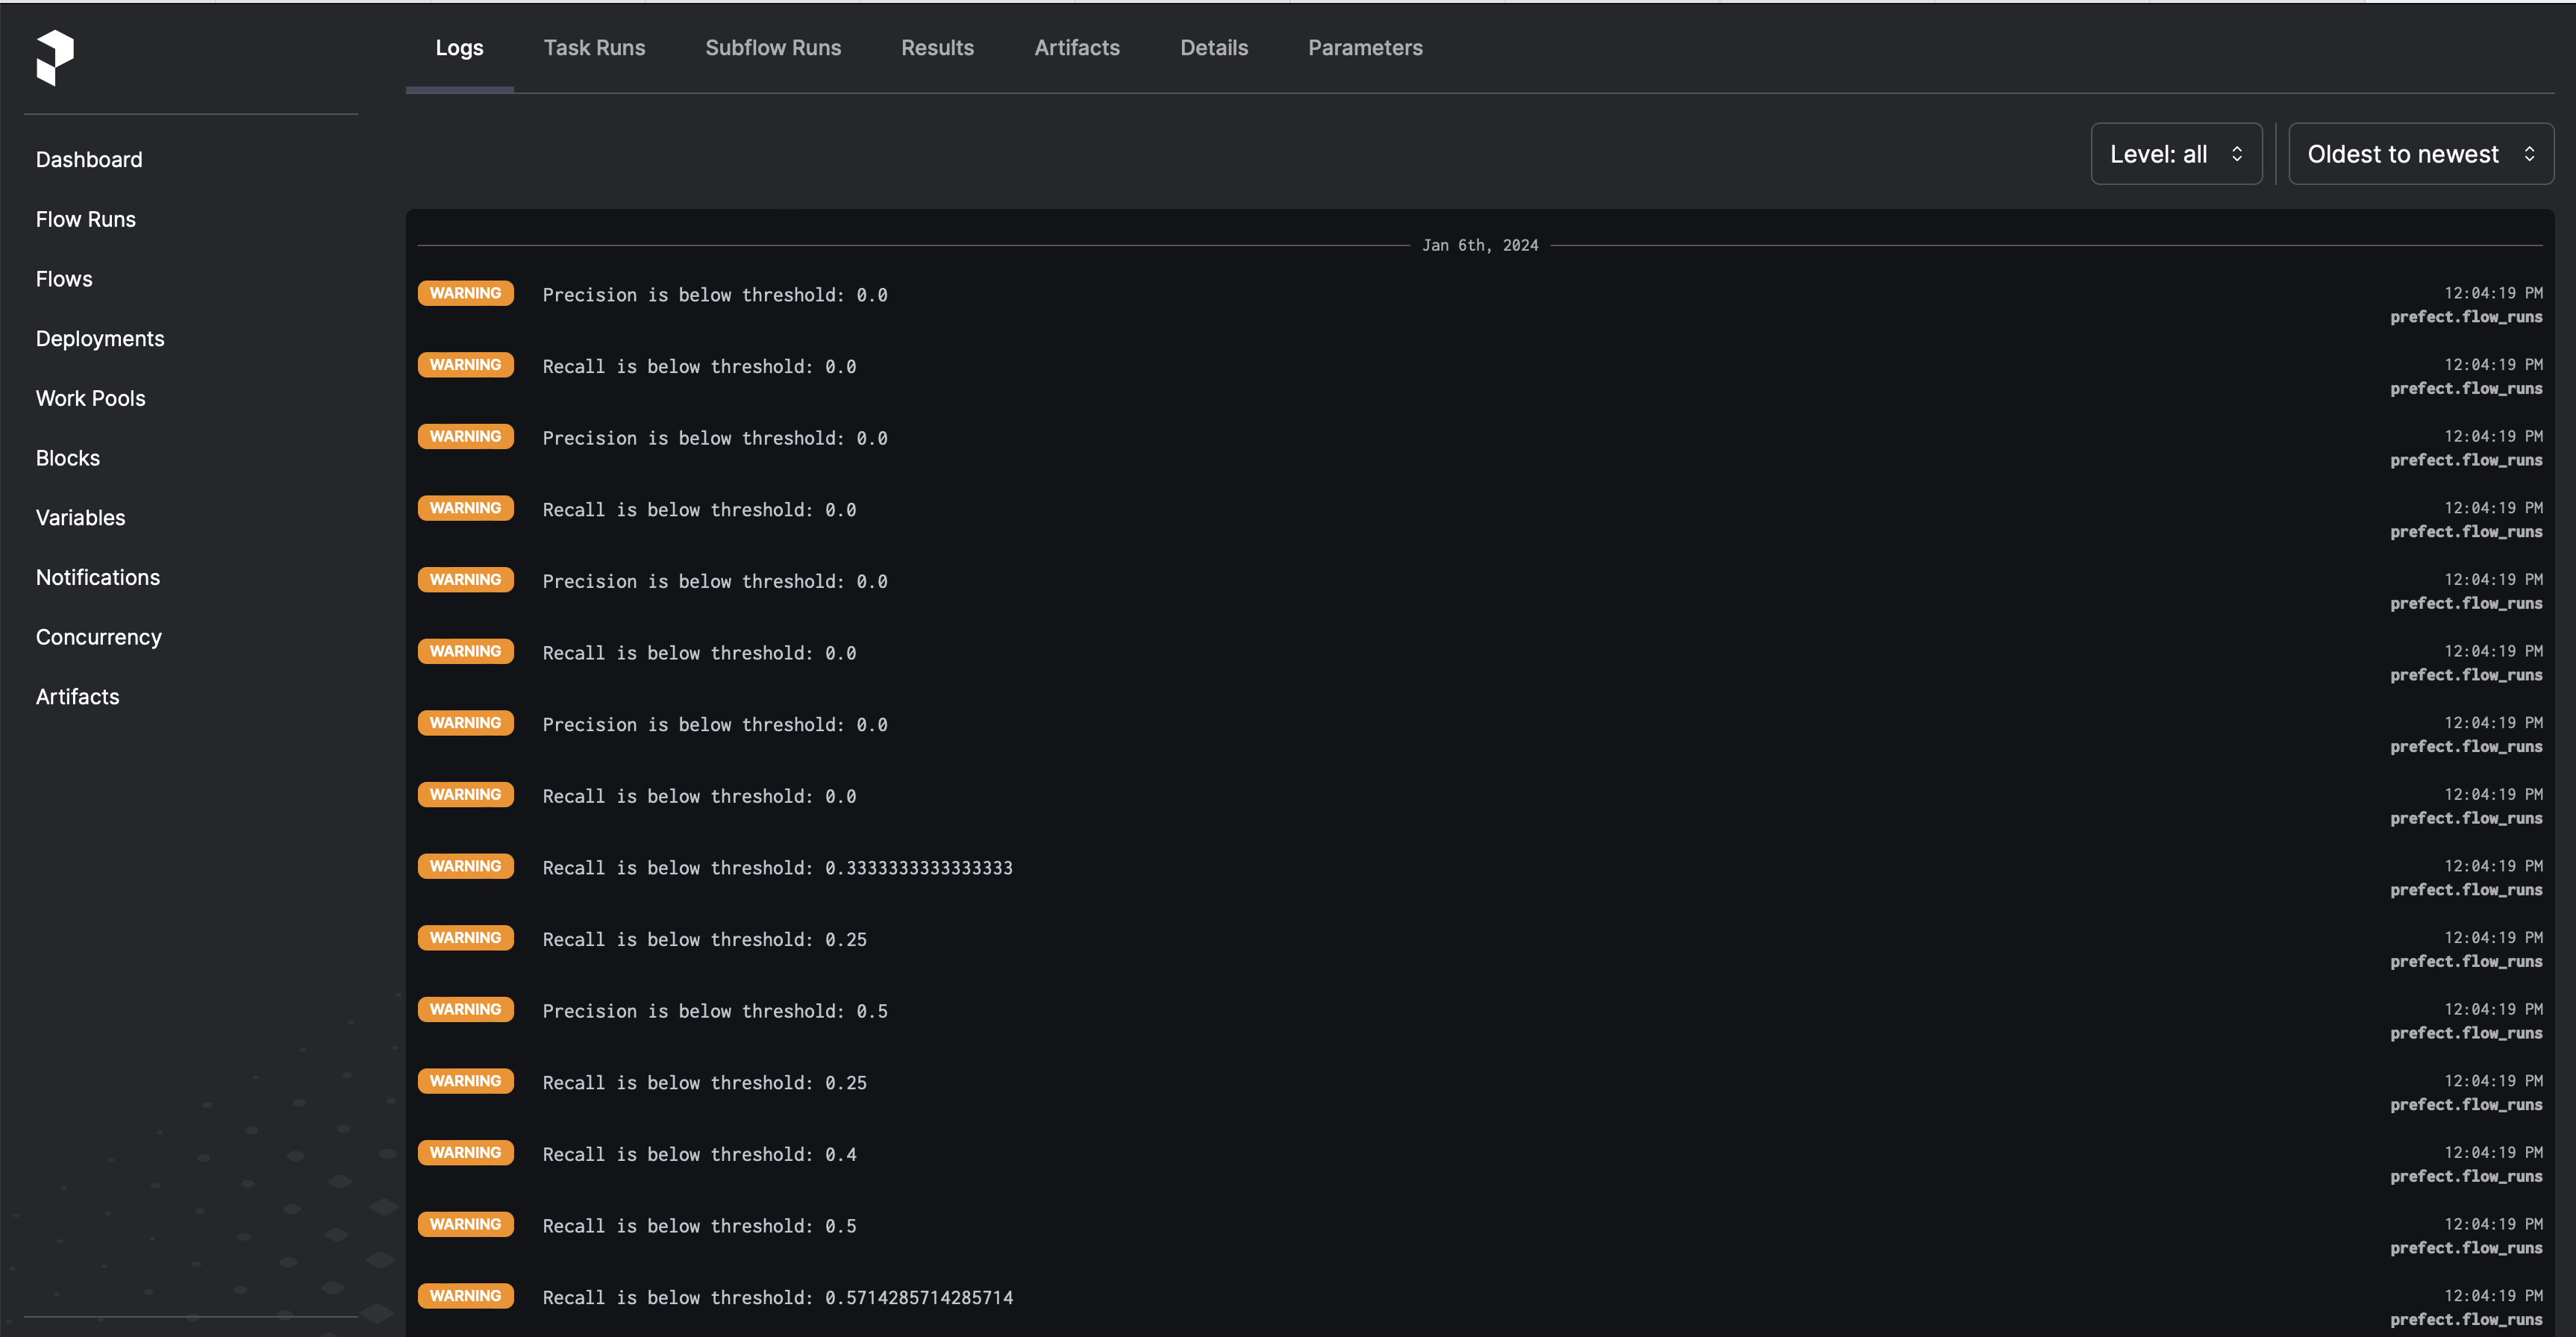 Logs Task Runs Subflow Runs Results Artifacts Details Parameters
Dashboard
Flow Runs
Flows
Deployments
Work Pools
Blocks
Variables
Notifications
Concurrency
Artifacts
Level: all Oldest to newest
Jan 6th, 2024
WARNING Precision is below threshold: 0.0 12:04:19 PM
prefect.flow_runs
WARNING Recall is below threshold: 0.0 12:04:19 PM
prefect.flow_runs
WARNING Precision is below threshold: 0.0 12:04:19 PM
prefect.flow_runs
WARNING Recall is below threshold: 0.0 12:04:19 PM
prefect.flow_runs
WARNING Precision is below threshold: 0.0 12:04:19 PM
prefect.flow_runs
WARNING Recall is below threshold: 0.0 12:04:19 PM
prefect.flow_runs
WARNING Precision is below threshold: 0.0 12:04:19 PM
prefect.flow_runs
WARNING Recall is below threshold: 0.0 12:04:19 PM
prefect.flow_runs
WARNING Recall is below threshold: 0.3333333333333333 12:04:19 PM
prefect.flow_runs
WARNING Recall is below threshold: 0.25 12:04:19 PM
prefect.flow_runs
WARNING Precision is below threshold: 0.5 12:04:19 PM
prefect.flow_runs
WARNING Recall is below threshold: 0.25 12:04:19 PM
prefect.flow_runs
WARNING Recall is below threshold: 0.4 12:04:19 PM
prefect.flow_runs
WARNING Recall is below threshold: 0.5 12:04:19 PM
prefect.flow_runs
WARNING Recall is below threshold: 0.5714285714285714 12:04:19 PM
prefect.flow_runs